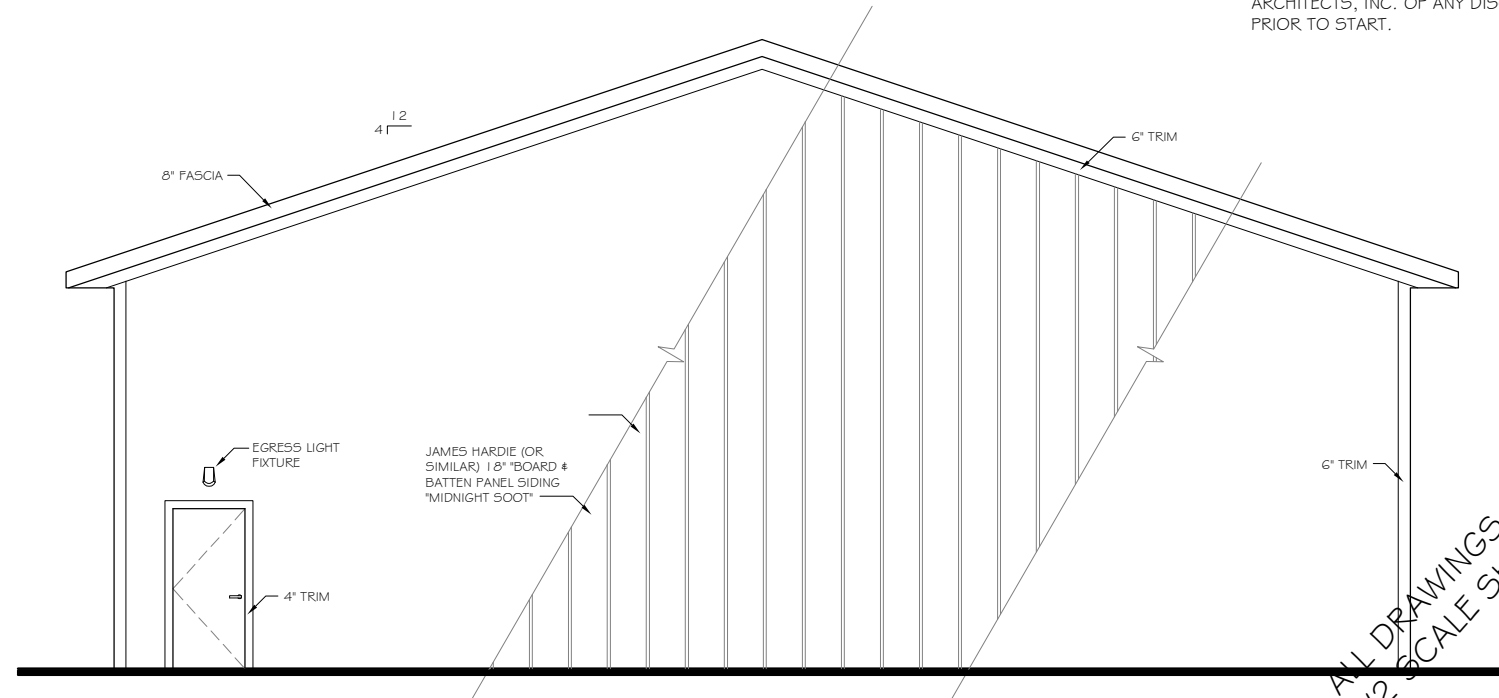 ARCHITECTS, INC. OF ANY DIS
PRIOR TO START.
12
4
6" TRIM
8" FASCIA
EGRESS LIGHT
FIXTURE
JAMES HARDIE (OR
SIMILAR) 18" "BOARD &
BATTEN PANEL SIDING
"MIDNIGHT SOOT"
6" TRIM
4" TRIM
ALL DRAWINGS
SCALE